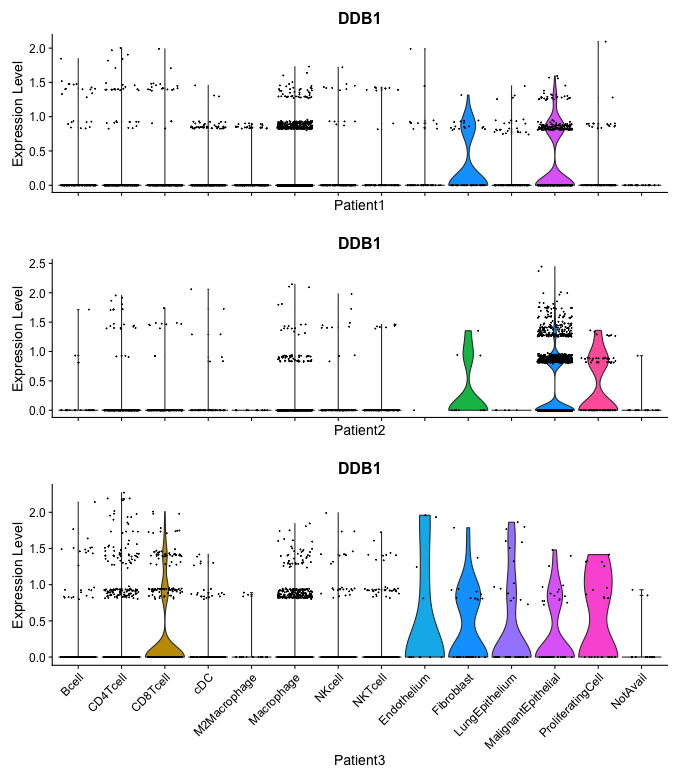 DDB1
Expression Level
2.0
1.5
1.0
0.5
0.0
Patient1
DDB1
Expression Level
2.5
2.0
1.5
1.0
0.5
0.0
Patient2
DDB1
Expression Level
2.0
1.5
1.0
0.5
0.0
Bcell
CD4Tcell
CD8Tcell
cDC
M2Macrophage
Macrophage
NKcell
NKTcell
Endothelium
Fibroblast
LungEpithelium
MalignantEpithelial
ProliferatingCell
NotAvail
Patient3